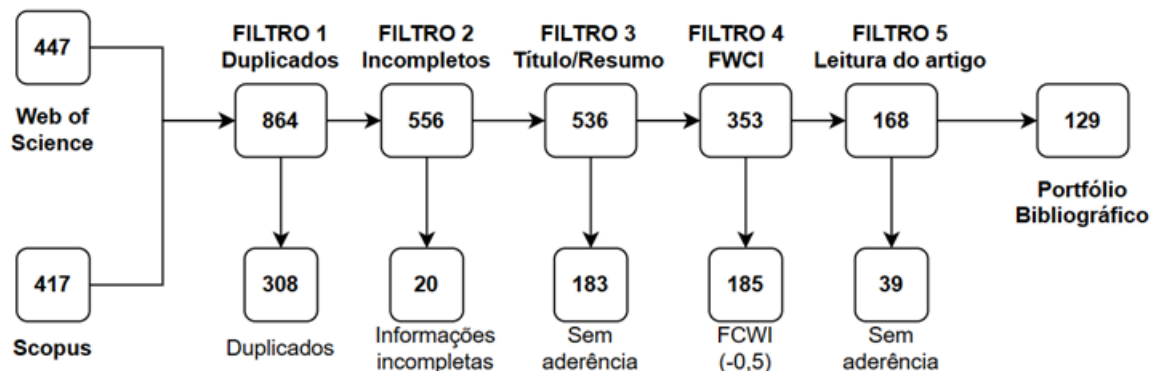 447
Web of
Science
417
Scopus
FILTRO 1
Duplicados
864
308
Duplicados
FILTRO 2
Incompletos
556
20
Informações
incompletas
FILTRO 3
Título/Resumo
536
183
Sem
aderência
FILTRO 4
FWCI
353
185
FCWI
(-0,5)
FILTRO 5
Leitura do artigo
168
39
Sem
aderência
129
Portfólio
Bibliográfico